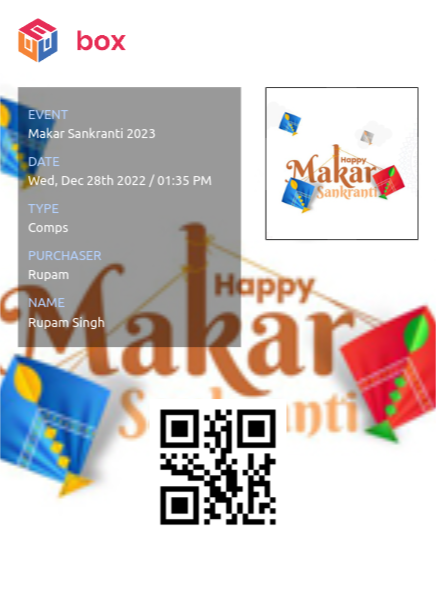 box
EVENT
Makar Sankranti 2023
DATE
Wed, Dec 28th 2022 / 01:35 PM
TYPE
Comps
PURCHASER
Rupam
NAME
Rupam Singh
Happy
Makar
Sankranti
Happy
Makar
Sankranti